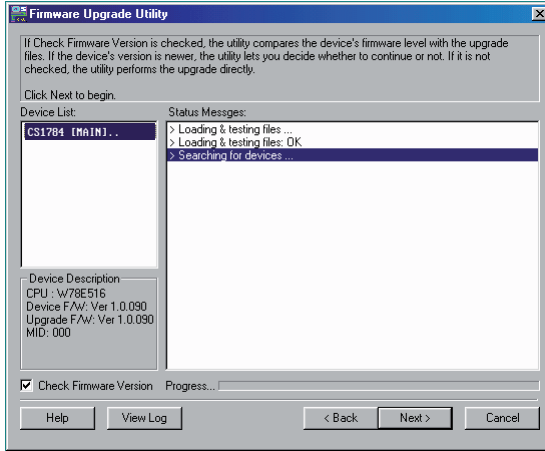 Firmware Upgrade Utility
If Check Firmware Version is checked, the utility compares the device's firmware level with the upgrade
files. If the device's version is newer, the utility lets you decide whether to continue or not. If it is not
checked, the utility performs the upgrade directly.
Click Next to begin.
Device List:
Status Messges:
CS1784 [MAIN]..
> Loading & testing files ...
> Loading & testing files: OK
> Searching for devices ...
Device Description
CPU : W78E516
Device F/W: Ver 1.0.090
Upgrade F/W: Ver 1.0.090
MID: 000
Check Firmware Version
Progress...
Help
View Log
< Back
Next >
Cancel